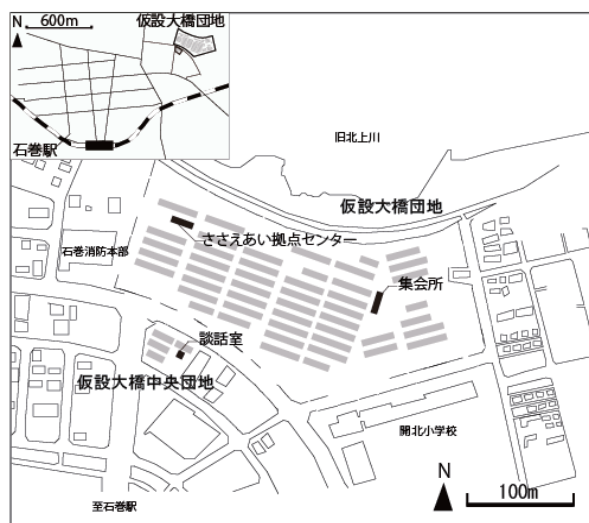 N
600m
仮設大橋団地
石巻駅
旧北上川
仮設大橋団地
石巻消防本部
ささえあい拠点センター
集会所
談話室
仮設大橋中央団地
開北小学校
至石巻駅
N
100m